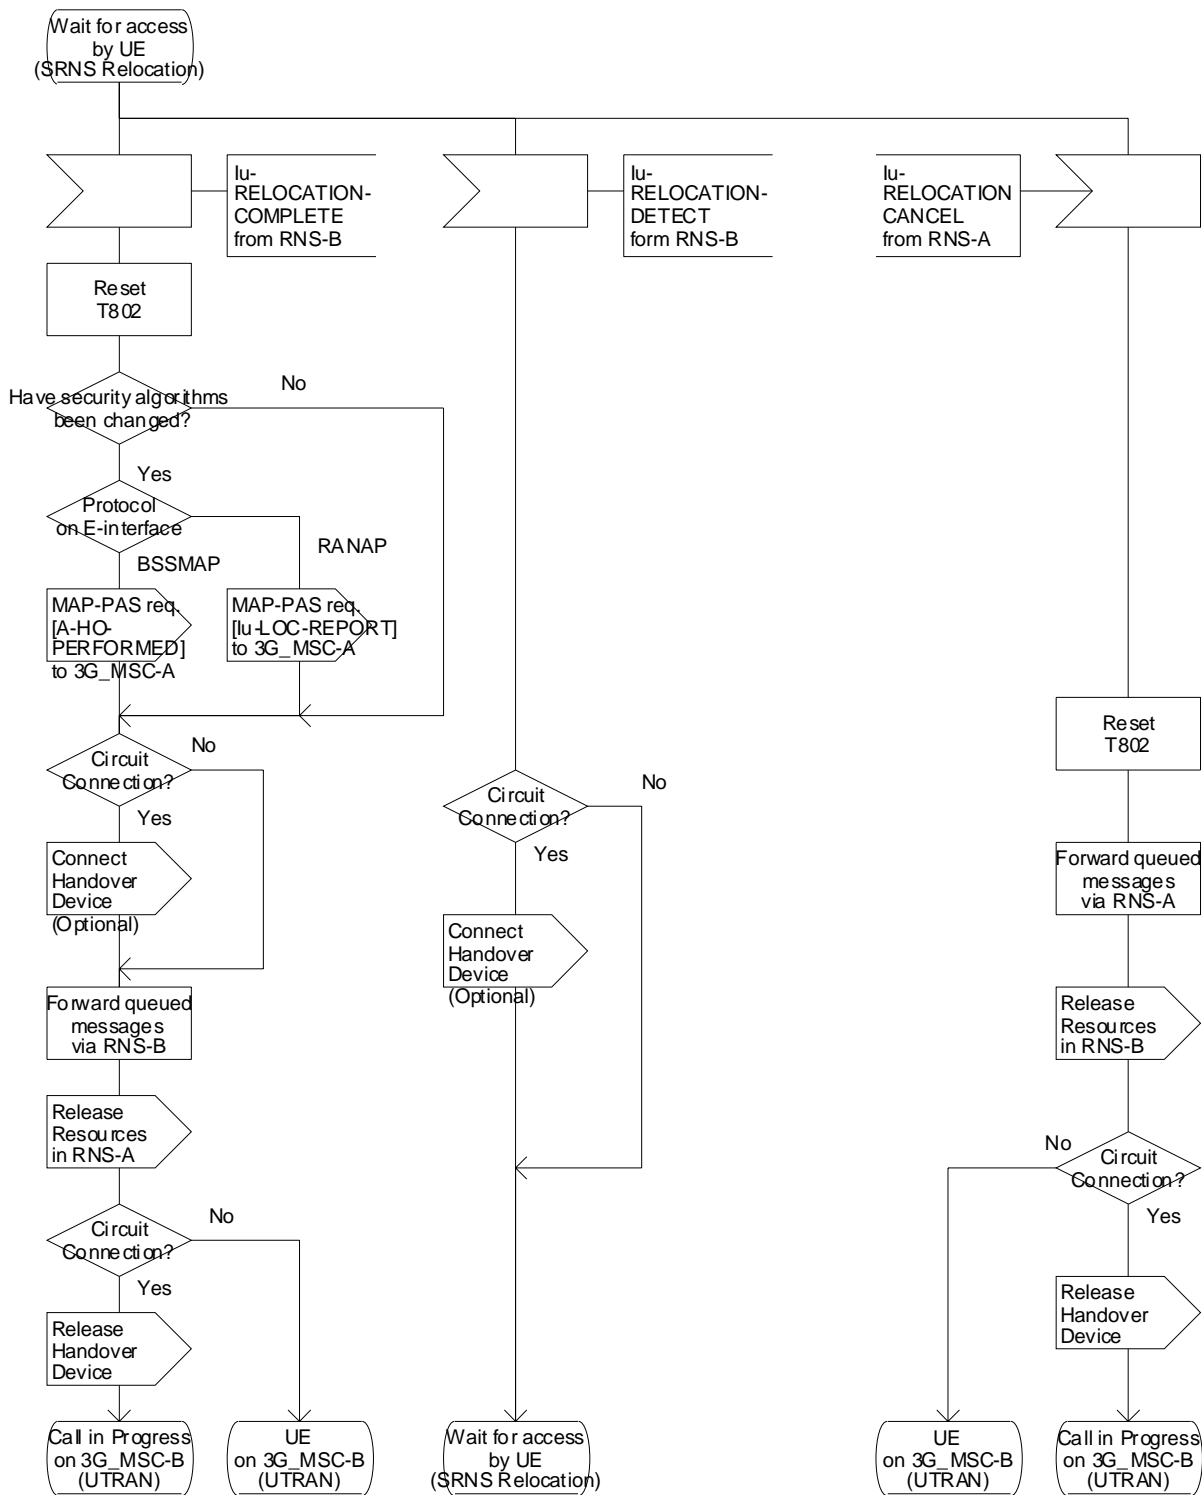 Wait for access
by UE
(SRNS Relocation)
Iu-
RELOCATION-
COMPLETE
from RNS-B
Iu-
RELOCATION-
DETECT
form RNS-B
Iu-
RELOCATION
CANCEL
from RNS-A
Reset
T802
Have security algorithms
been changed?
No
Yes
Protocol
on E-interface
RANAP
BSSMAP
MAP-PAS req.
[A-HO-
PERFORMED]
to 3G_MSC-A
MAP-PAS req.
[Iu-LOC-REPORT]
to 3G_MSC-A
Circuit
Connection?
No
Yes
Connect
Handover
Device
(Optional)
Forward queued
messages
via RNS-B
Release
Resources
in RNS-A
Circuit
Connection?
No
Yes
Release
Handover
Device
Call in Progress
on 3G_MSC-B
(UTRAN)
UE
on 3G_MSC-B
(UTRAN)
Circuit
Connection?
No
Yes
Connect
Handover
Device
(Optional)
Wait for access
by UE
(SRNS Relocation)
Reset
T802
Forward queued
messages
via RNS-A
Release
Resources
in RNS-B
No
Circuit
Connection?
Yes
Release
Handover
Device
UE
on 3G_MSC-B
(UTRAN)
Call in Progress
on 3G_MSC-B
(UTRAN)